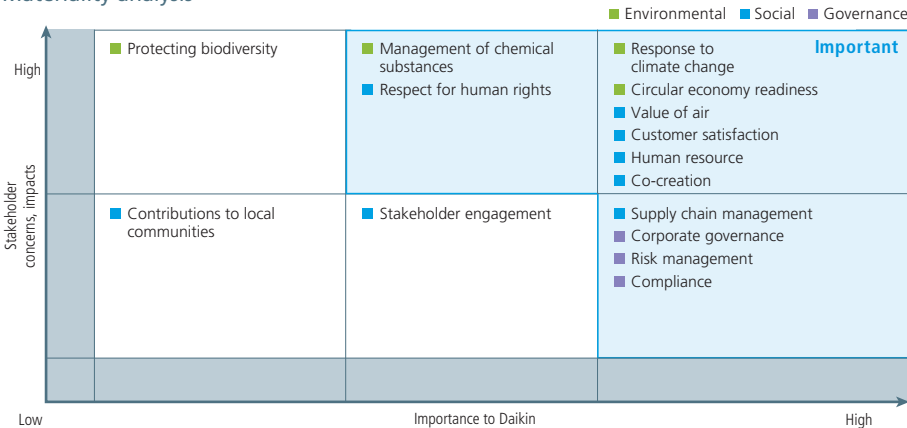 Materiality analysis
Environmental Social Governance
High
Stakeholder
concerns, impacts
Protecting biodiversity
Management of chemical
substances
Respect for human rights
Important
Response to
climate change
Circular economy readiness
Value of air
Customer satisfaction
Human resource
Co-creation
Contributions to local
communities
Stakeholder engagement
Supply chain management
Corporate governance
Risk management
Compliance
Low
Importance to Daikin
High